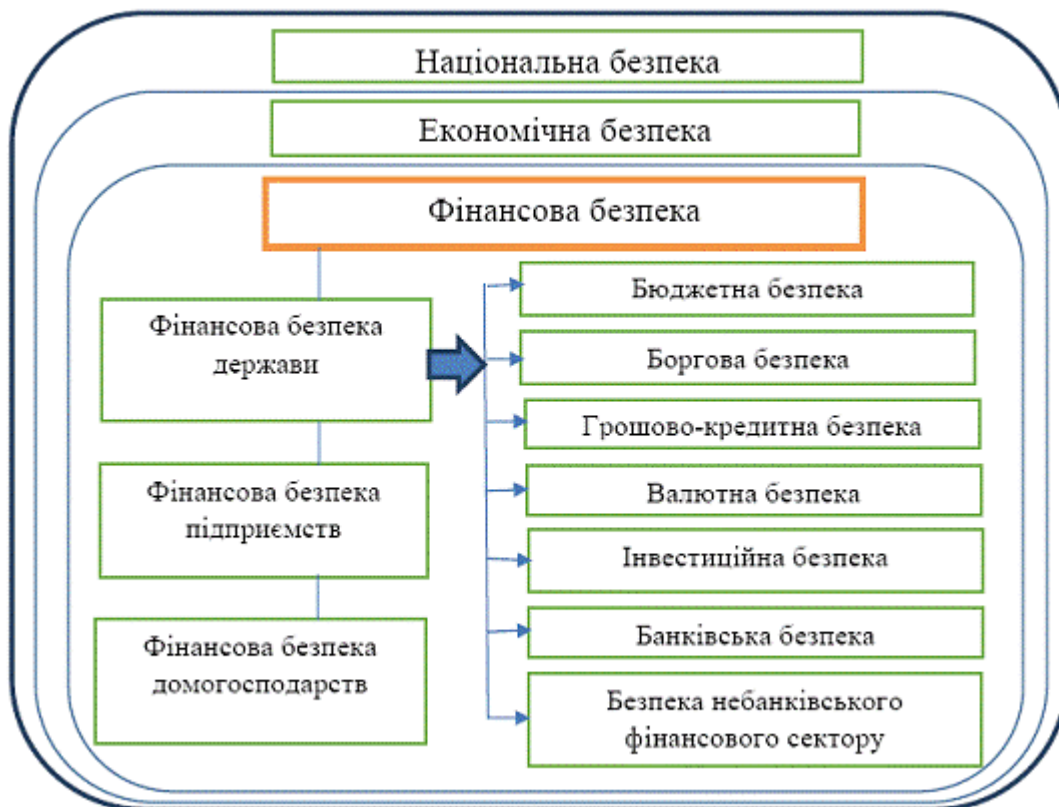 Національна безпека
Економічна безпека
Фінансова безпека
Фінансова безпека
держави
Фінансова безпека
підприємств
Фінансова безпека
домогосподарств
Бюджетна безпека
Боргова безпека
Грошово-кредитна безпека
Валютна безпека
Інвестиційна безпека
Банківська безпека
Безпека небанківського
фінансового сектору